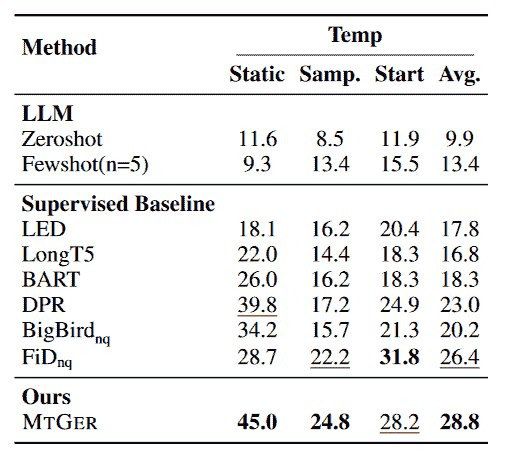 Method Temp
Static Samp. Start Avg.
LLM
Zeroshot 11.6 8.5 11.9 9.9
Fewshot(n=5) 9.3 13.4 15.5 13.4
Supervised Baseline
LED 18.1 16.2 20.4 17.8
LongT5 22.0 14.4 18.3 16.8
BART 26.0 16.2 18.3 18.3
DPR 39.8 17.2 24.9 23.0
BigBird_nq 34.2 15.7 21.3 20.2
FiD_nq 28.7 22.2 31.8 26.4
Ours
MTGER 45.0 24.8 28.2 28.8